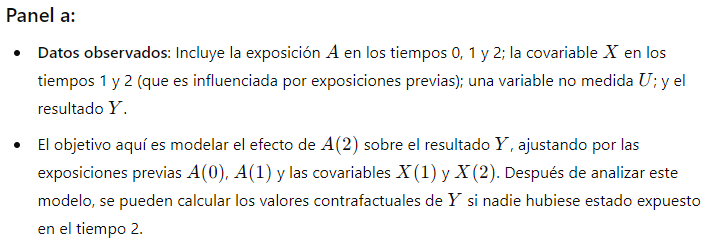 Panel a:
• Datos observados: Incluye la exposición A en los tiempos 0, 1 y 2; la covariable X en los
tiempos 1 y 2 (que es influenciada por exposiciones previas); una variable no medida U; y el
resultado Y.
• El objetivo aquí es modelar el efecto de A(2) sobre el resultado Y, ajustando por las
exposiciones previas A(0), A(1) y las covariables X(1) y X(2). Después de analizar este
modelo, se pueden calcular los valores contrafactuales de Y si nadie hubiese estado expuesto
en el tiempo 2.